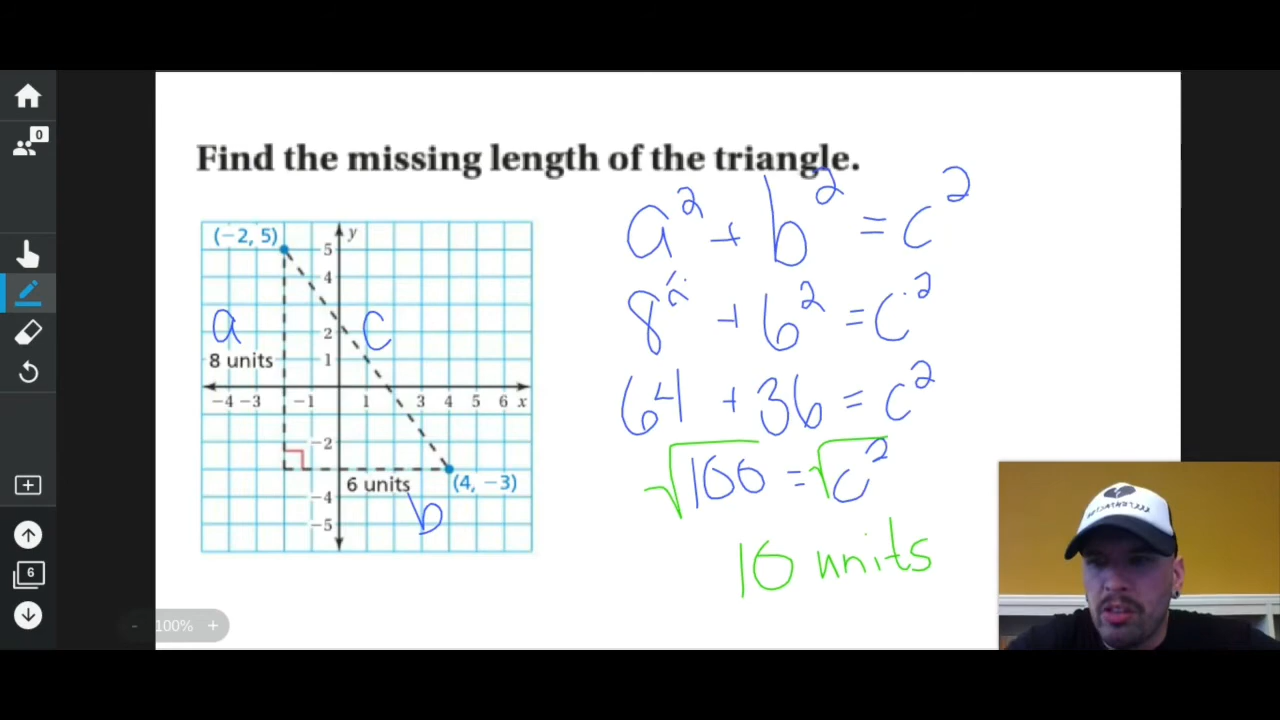 0
Find the missing length of the triangle.
(−2, 5)
y
5
4
2
1
a
c
8 units
−4 −3 −1 1 3 4 5 6 x
−2
6 units
(4, −3)
−4
b
−5
a² + b² = c²
8² + 6² = c²
64 + 36 = c²
√100 = √c²
10 units
6
- 100% +